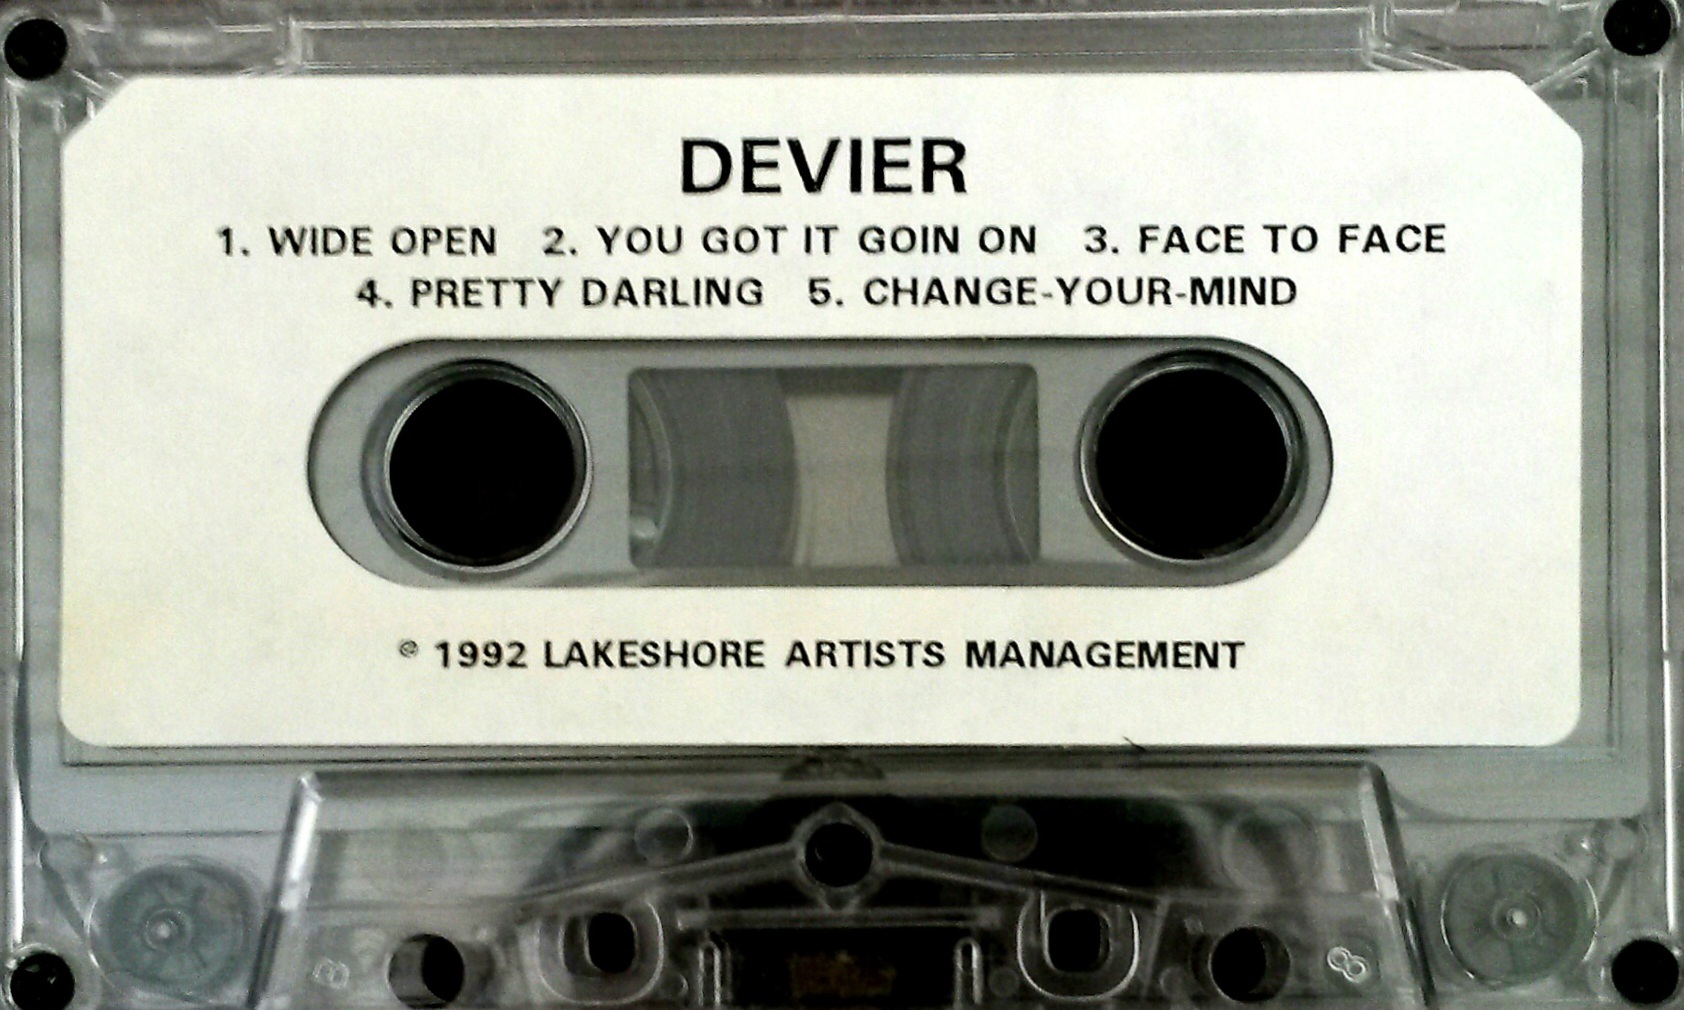 DEVIER
1. WIDE OPEN 2. YOU GOT IT GOIN ON 3. FACE TO FACE
4. PRETTY DARLING 5. CHANGE-YOUR-MIND
© 1992 LAKESHORE ARTISTS MANAGEMENT